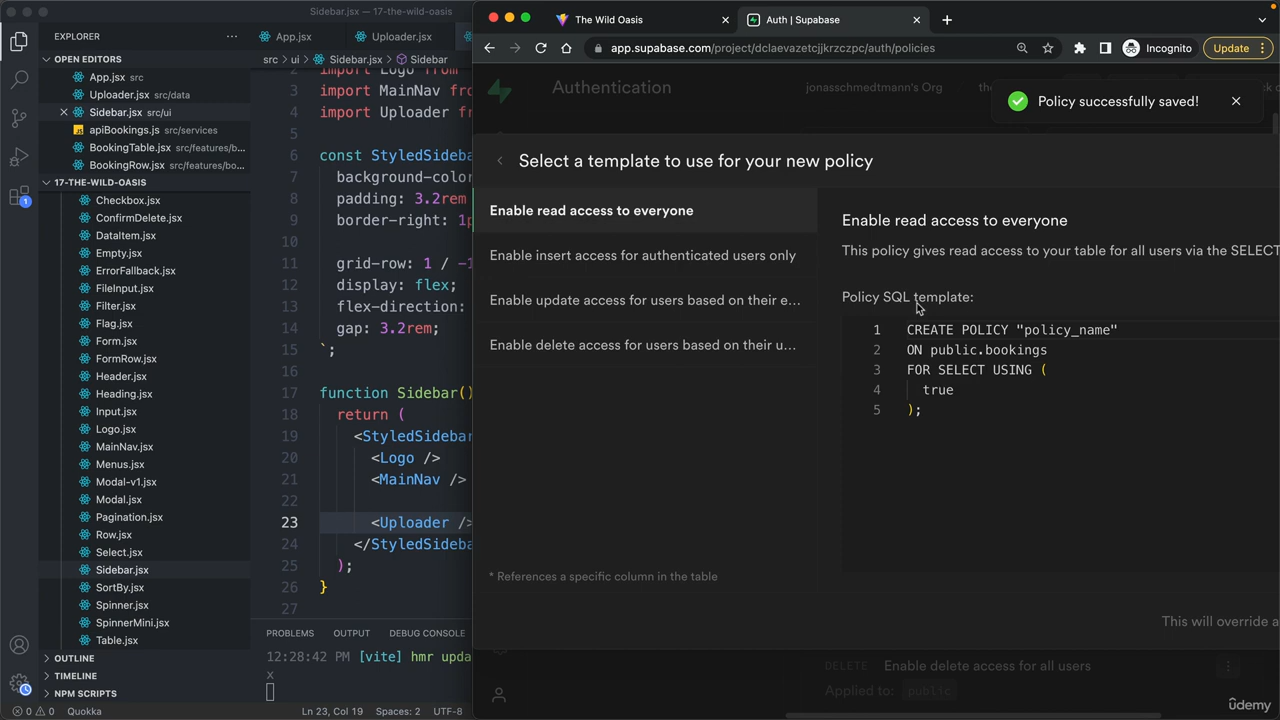 Sidebar.jsx — 17-the-wild-oasis
EXPLORER
OPEN EDITORS
App.jsx src
Uploader.jsx src/data
Sidebar.jsx src/ui
apiBookings.js src/services
BookingTable.jsx src/features/bo...
BookingRow.jsx src/features/bo...
17-THE-WILD-OASIS
Checkbox.jsx
ConfirmDelete.jsx
DataItem.jsx
Empty.jsx
ErrorFallback.jsx
FileInput.jsx
Filter.jsx
Flag.jsx
Form.jsx
FormRow.jsx
Header.jsx
Heading.jsx
Input.jsx
Logo.jsx
MainNav.jsx
Menus.jsx
Modal-v1.jsx
Modal.jsx
Pagination.jsx
Row.jsx
Select.jsx
Sidebar.jsx
SortBy.jsx
Spinner.jsx
SpinnerMini.jsx
Table.jsx
OUTLINE
TIMELINE
NPM SCRIPTS
1
App.jsx
Uploader.jsx
src > ui > Sidebar.jsx > Sidebar
2 import Logo from
3 import MainNav fro
4 import Uploader fr
5
6 const StyledSideba
7 background-color
8 padding: 3.2rem
9 border-right: 1p
10
11 grid-row: 1 / -1
12 display: flex;
13 flex-direction:
14 gap: 3.2rem;
15 `;
16
17 function Sidebar()
18 return (
19 <StyledSidebar
20 <Logo />
21 <MainNav />
22
23 <Uploader />
24 </StyledSideba
25 );
26 }
27
PROBLEMS OUTPUT DEBUG CONSOLE
12:28:42 PM [vite] hmr upda
x
0 0 Quokka
Ln 23, Col 19 Spaces: 2 UTF-8
The Wild Oasis
Auth | Supabase
app.supabase.com/project/dclaevazetcjjkrzczpc/auth/policies
Incognito
Update
Authentication
jonasschmedtmann's Org
Policy successfully saved!
Select a template to use for your new policy
Enable read access to everyone
Enable insert access for authenticated users only
Enable update access for users based on their e...
Enable delete access for users based on their u...
* References a specific column in the table
Enable read access to everyone
This policy gives read access to your table for all users via the SELECT
Policy SQL template:
1 CREATE POLICY "policy_name"
2 ON public.bookings
3 FOR SELECT USING (
4 true
5 );
This will override a
DELETE Enable delete access for all users
Applied to: public
ûdemy